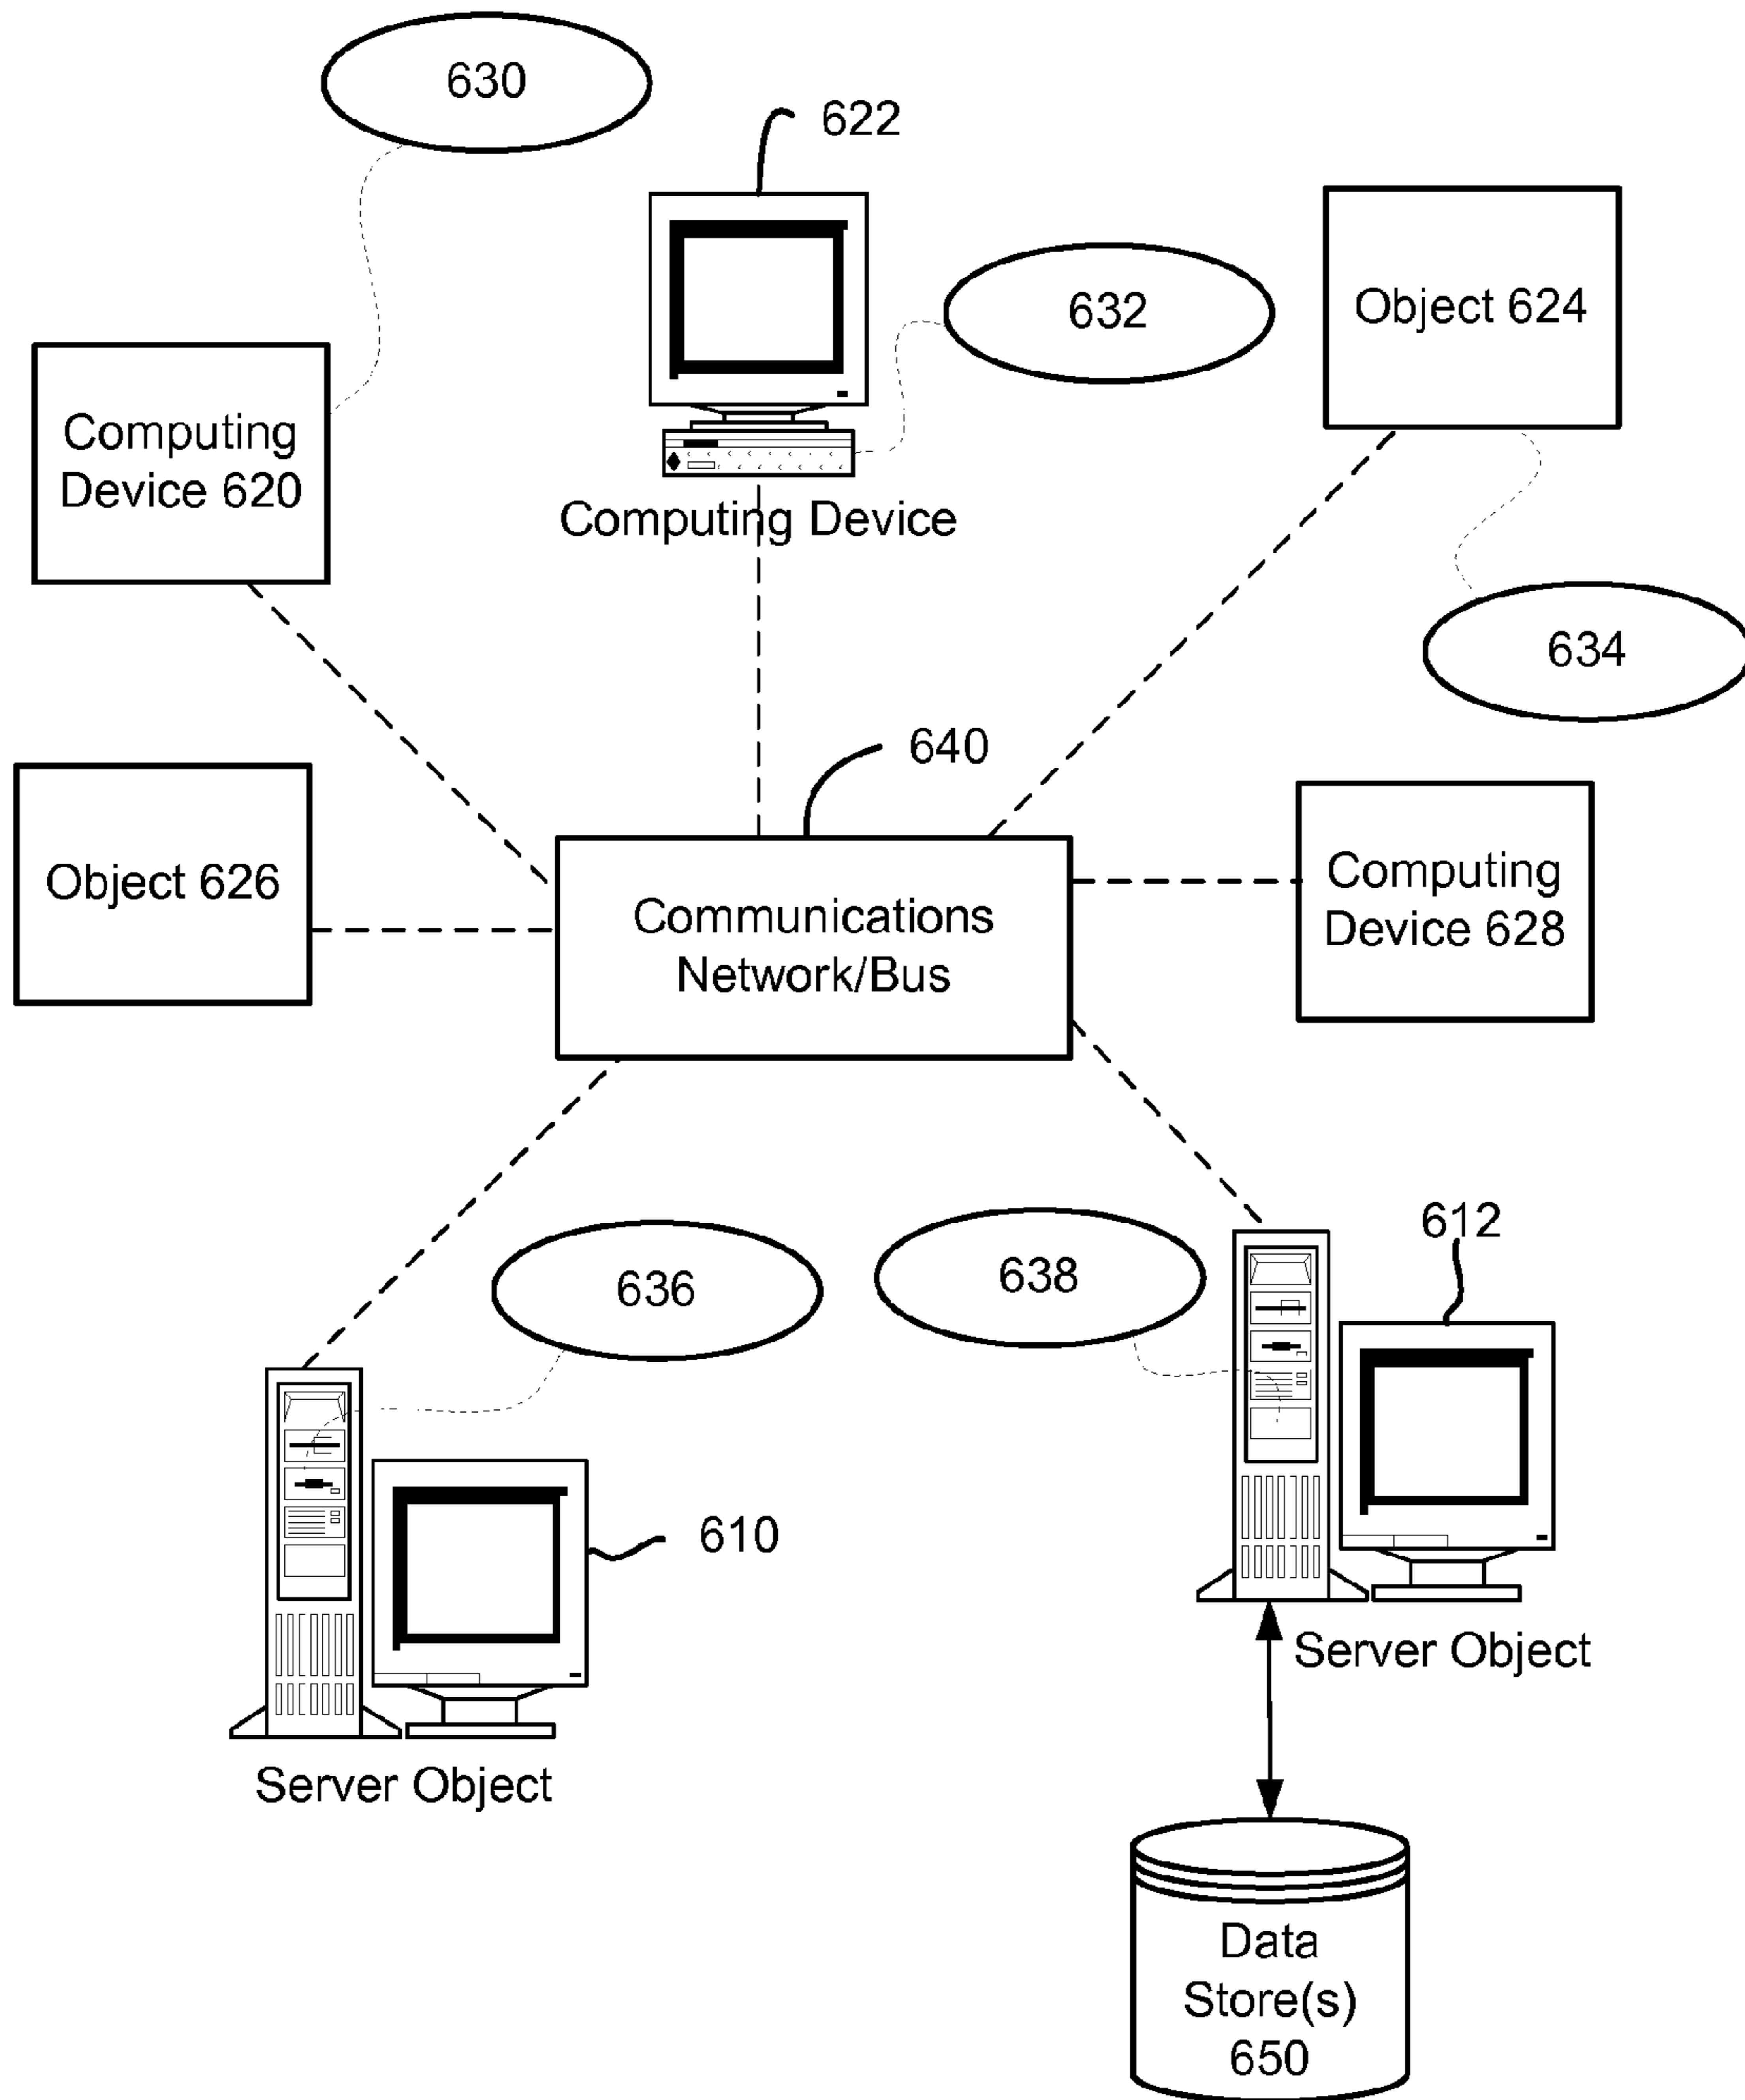 630
622
632
Object 624
Computing
Device 620
Computing Device
634
640
Object 626
Communications
Network/Bus
Computing
Device 628
636
638
612
610
Server Object
Server Object
Data
Store(s)
650